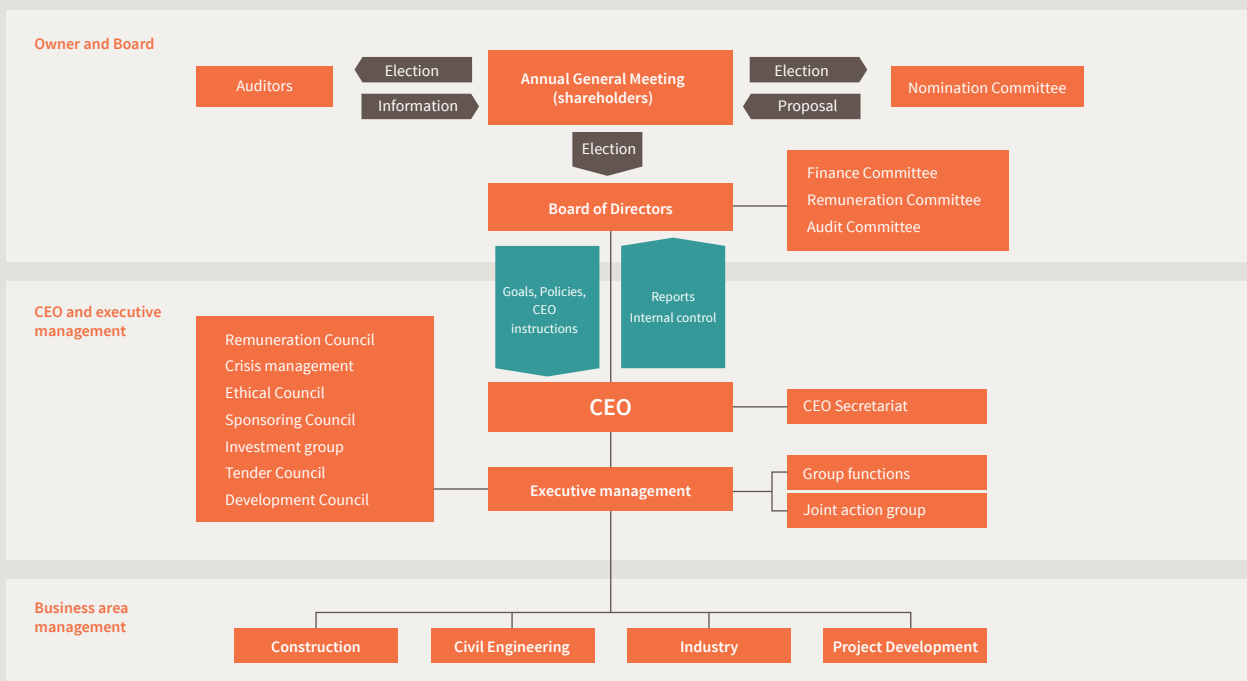 Owner and Board
Auditors
Election
Information
Annual General Meeting
(shareholders)
Election
Proposal
Nomination Committee
Election
Board of Directors
Finance Committee
Remuneration Committee
Audit Committee
Goals, Policies,
CEO
instructions
Reports
Internal control
CEO and executive
management
Remuneration Council
Crisis management
Ethical Council
Sponsoring Council
Investment group
Tender Council
Development Council
CEO
CEO Secretariat
Executive management
Group functions
Joint action group
Business area
management
Construction
Civil Engineering
Industry
Project Development